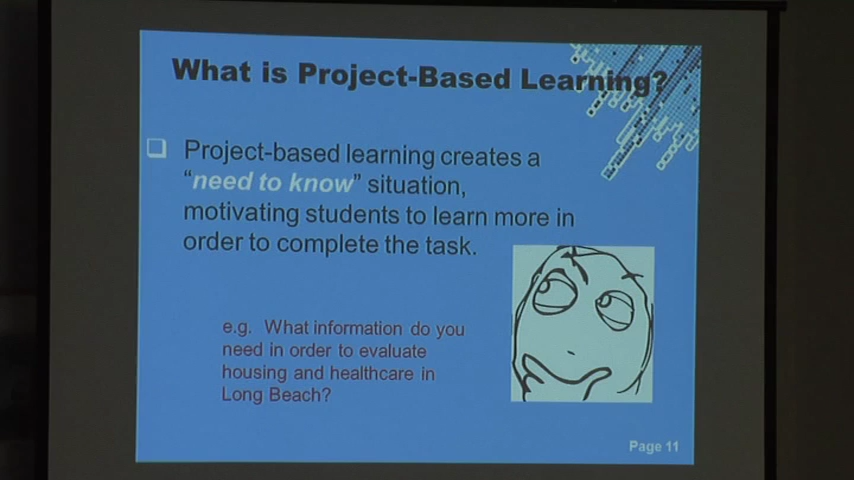 What is Project-Based Learning?
Project-based learning creates a
“need to know” situation,
motivating students to learn more in
order to complete the task.
e.g. What information do you
need in order to evaluate
housing and healthcare in
Long Beach?
Page 11